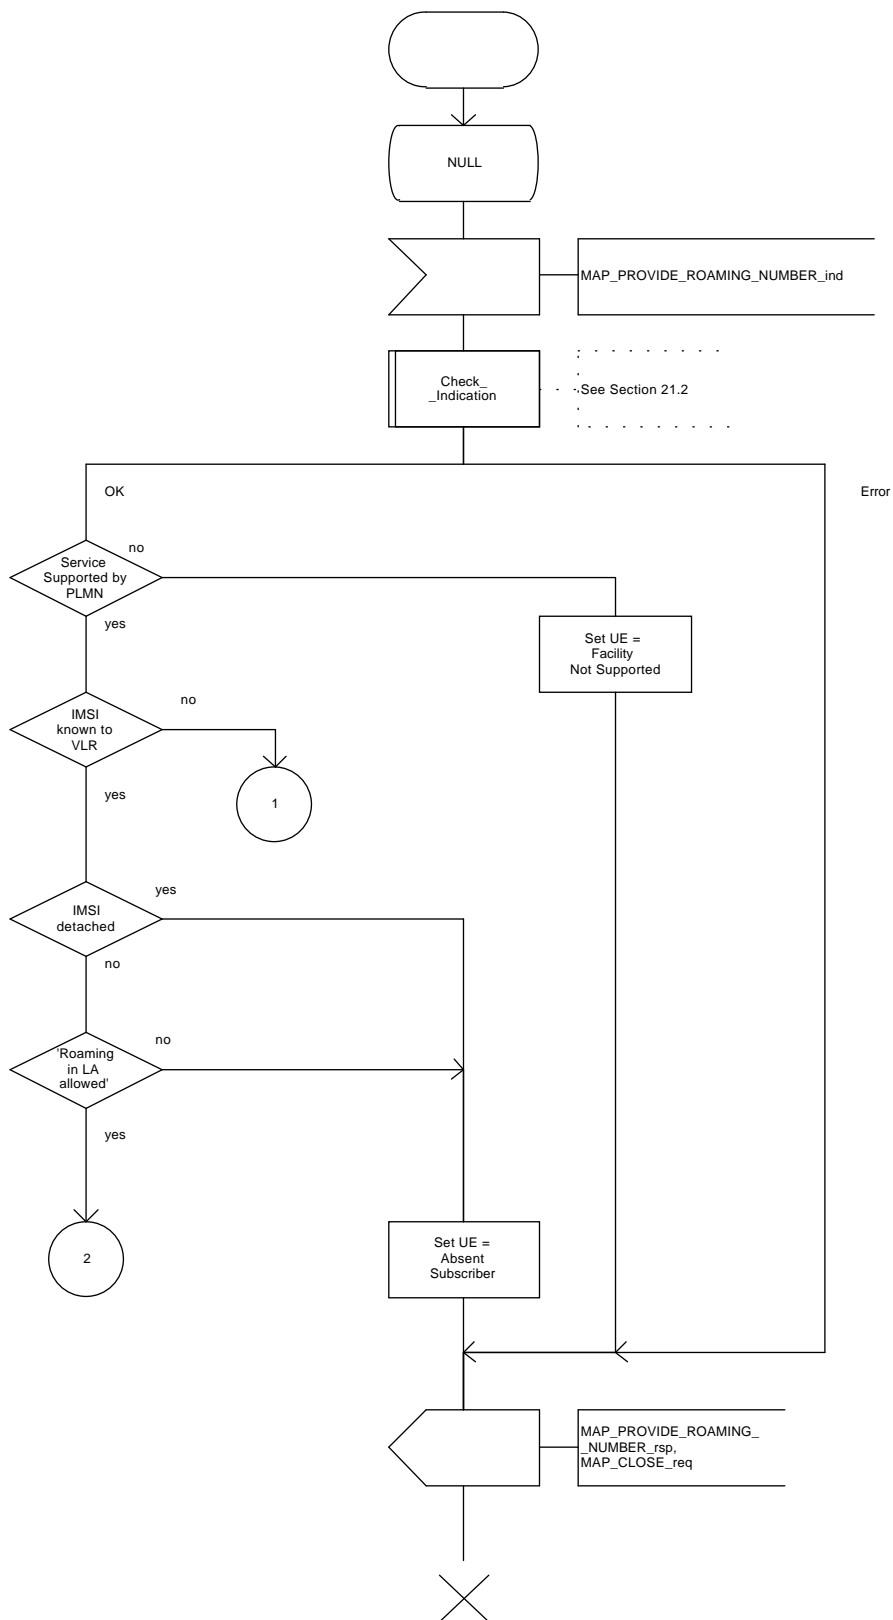 NULL
MAP_PROVIDE_ROAMING_NUMBER_ind
Check_
_Indication
See Section 21.2
OK
Error
no
Service
Supported by
PLMN
yes
Set UE =
Facility
Not Supported
no
IMSI
known to
VLR
yes
1
yes
IMSI
detached
no
no
'Roaming
in LA
allowed'
yes
2
Set UE =
Absent
Subscriber
MAP_PROVIDE_ROAMING_
_NUMBER_rsp,
MAP_CLOSE_req